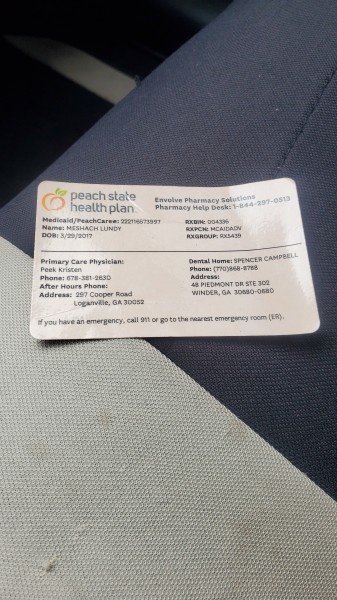 peach state
health plan
Envolve Pharmacy Solutions
Pharmacy Help Desk: 1-844-297-0513
Medicaid/PeachCare#: 222116573997
Name: MESHACH LUNDY
DOB: 3/29/2017
RXBIN: 004336
RXPCN: MCAIDADV
RXGROUP: RX5439
Primary Care Physician:
Peek Kristen
Phone: 678-381-2630
After Hours Phone:
Address: 297 Cooper Road
Loganville, GA 30052
Dental Home: SPENCER CAMPBELL
Phone: (770)868-8788
Address:
48 PIEDMONT DR STE 302
WINDER, GA 30680-0680
If you have an emergency, call 911 or go to the nearest emergency room (ER).